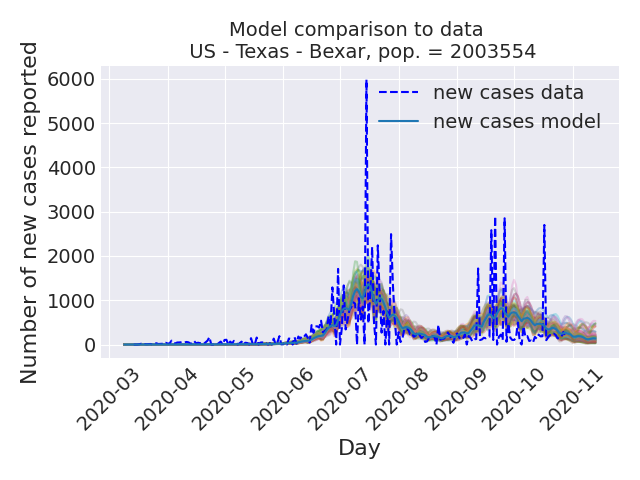 Model comparison to data
US - Texas - Bexar, pop. = 2003554
Number of new cases reported
6000
5000
4000
3000
2000
1000
0
new cases data
new cases model
2020-03
2020-04
2020-05
2020-06
2020-07
2020-08
2020-09
2020-10
2020-11
Day